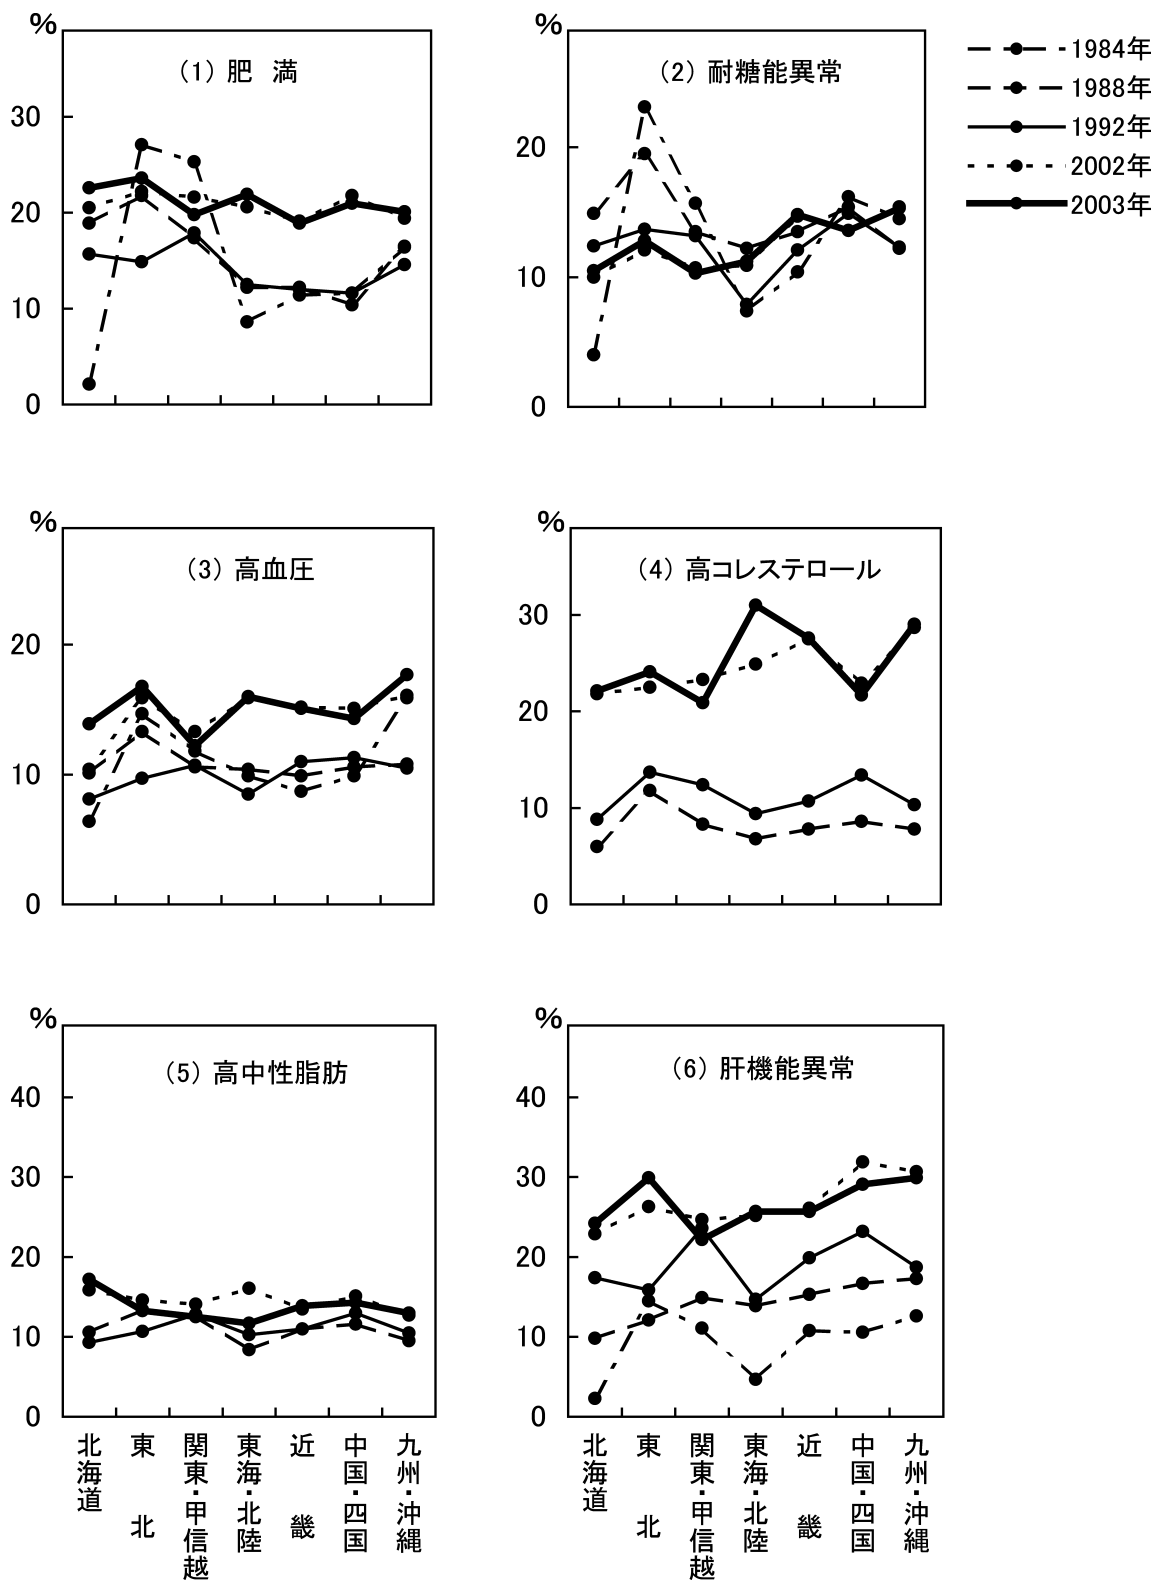 %
(1) 肥 満
30
20
10
0
%
(2) 耐糖能異常
20
10
0
1984年
1988年
1992年
2002年
2003年
%
(3) 高血圧
20
10
0
%
(4) 高コレステロール
30
20
10
0
%
(5) 高中性脂肪
40
30
20
10
0
北海道
東北
関東・甲信越
東海・北陸
近畿
中国・四国
九州・沖縄
%
(6) 肝機能異常
40
30
20
10
0
北海道
東北
関東・甲信越
東海・北陸
近畿
中国・四国
九州・沖縄